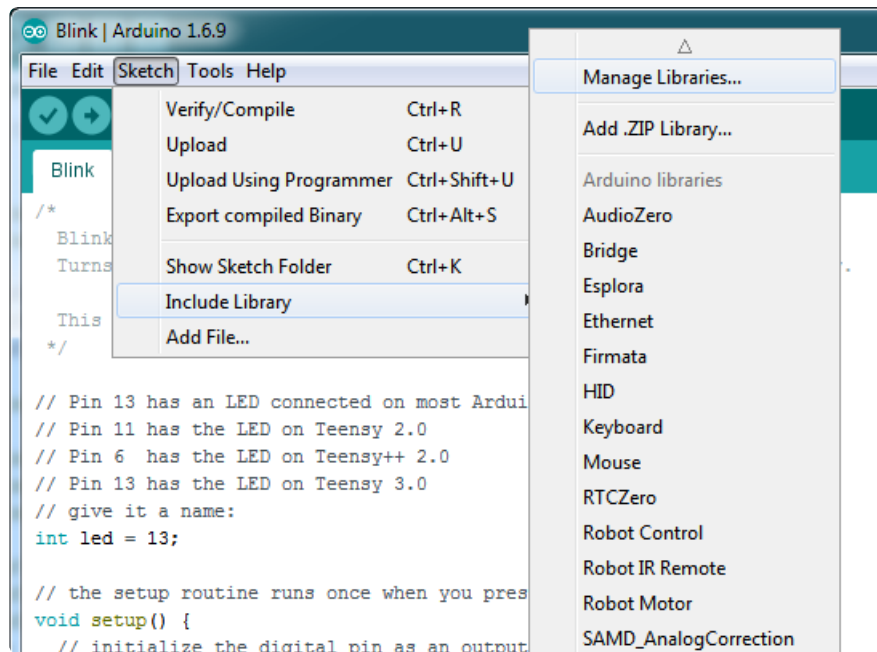 Blink | Arduino 1.6.9
File Edit Sketch Tools Help
Verify/Compile Ctrl+R
Upload Ctrl+U
Upload Using Programmer Ctrl+Shift+U
Export compiled Binary Ctrl+Alt+S
Show Sketch Folder Ctrl+K
Include Library
Add File...
Manage Libraries...
Add .ZIP Library...
Arduino libraries
AudioZero
Bridge
Esplora
Ethernet
Firmata
HID
Keyboard
Mouse
RTCZero
Robot Control
Robot IR Remote
Robot Motor
SAMD_AnalogCorrection
Blink
/*
Blink
Turns
.
This
*/
// Pin 13 has an LED connected on most Ardui
// Pin 11 has the LED on Teensy 2.0
// Pin 6  has the LED on Teensy++ 2.0
// Pin 13 has the LED on Teensy 3.0
// give it a name:
int led = 13;
// the setup routine runs once when you pres
void setup() {
// initialize the digital pin as an output